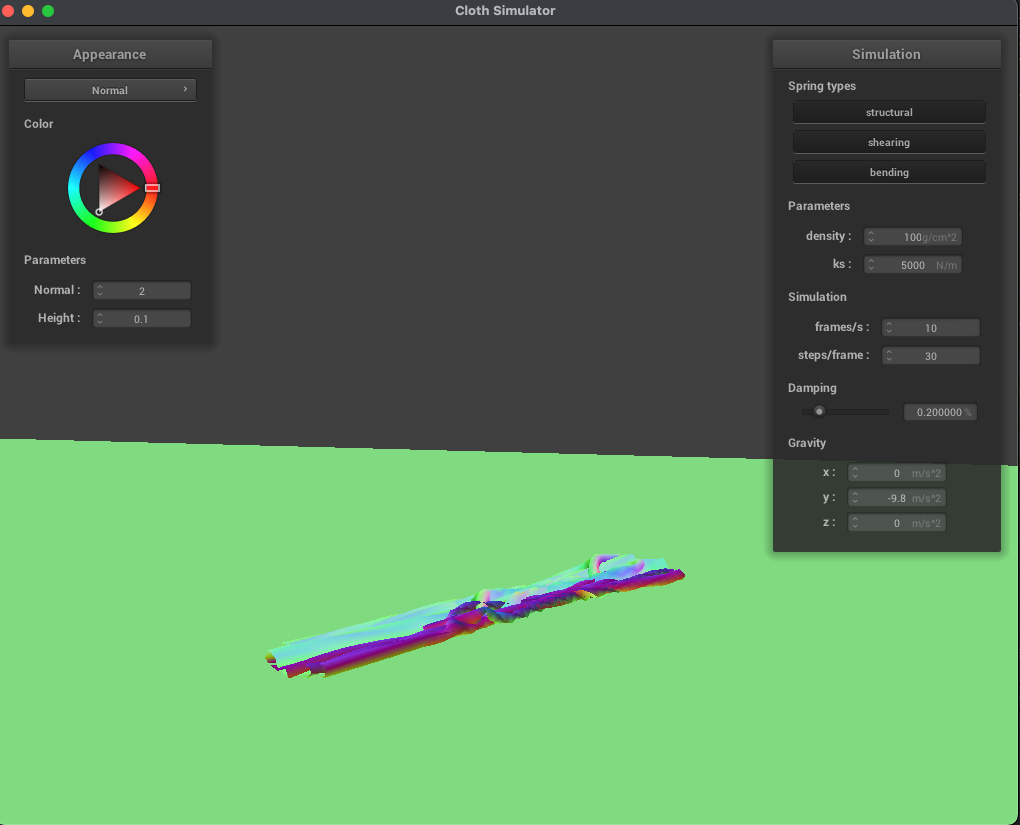 Cloth Simulator
Appearance
Normal
Color
Parameters
Normal : 2
Height : 0.1
Simulation
Spring types
structural
shearing
bending
Parameters
density : 100 g/cm^2
ks : 5000 N/m
Simulation
frames/s : 10
steps/frame : 30
Damping
0.200000 %
Gravity
x : 0 m/s^2
y : -9.8 m/s^2
z : 0 m/s^2